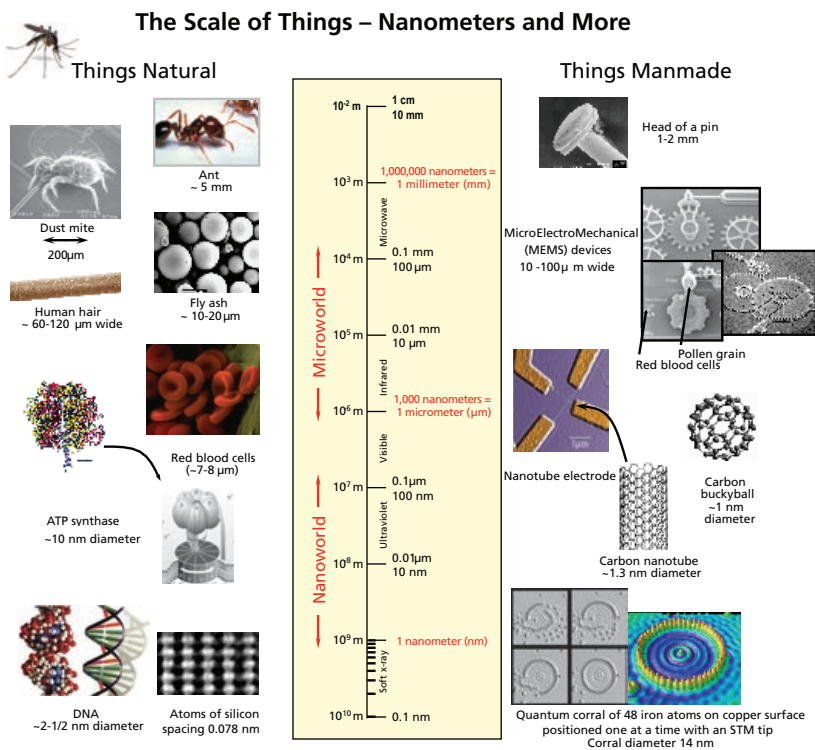 The Scale of Things – Nanometers and More
Things Natural
Things Manmade
Ant
~ 5 mm
Dust mite
200µm
Human hair
~ 60-120 µm wide
Fly ash
~ 10-20µm
Red blood cells
(~7-8 µm)
ATP synthase
~10 nm diameter
DNA
~2-1/2 nm diameter
Atoms of silicon
spacing 0.078 nm
10-2 m
1 cm
10 mm
1,000,000 nanometers =
1 millimeter (mm)
103 m
Microwave
104 m
0.1 mm
100 µm
Microworld
105 m
0.01 mm
10 µm
Infrared
1,000 nanometers =
1 micrometer (µm)
106 m
Visible
107 m
0.1µm
100 nm
Nanoworld
Ultraviolet
108 m
0.01µm
10 nm
109 m
1 nanometer (nm)
Soft x-ray
1010 m
0.1 nm
Head of a pin
1-2 mm
MicroElectroMechanical
(MEMS) devices
10 -100µ m wide
Pollen grain
Red blood cells
1µm
Nanotube electrode
Carbon
buckyball
~1 nm
diameter
Carbon nanotube
~1.3 nm diameter
Quantum corral of 48 iron atoms on copper surface
positioned one at a time with an STM tip
Corral diameter 14 nm